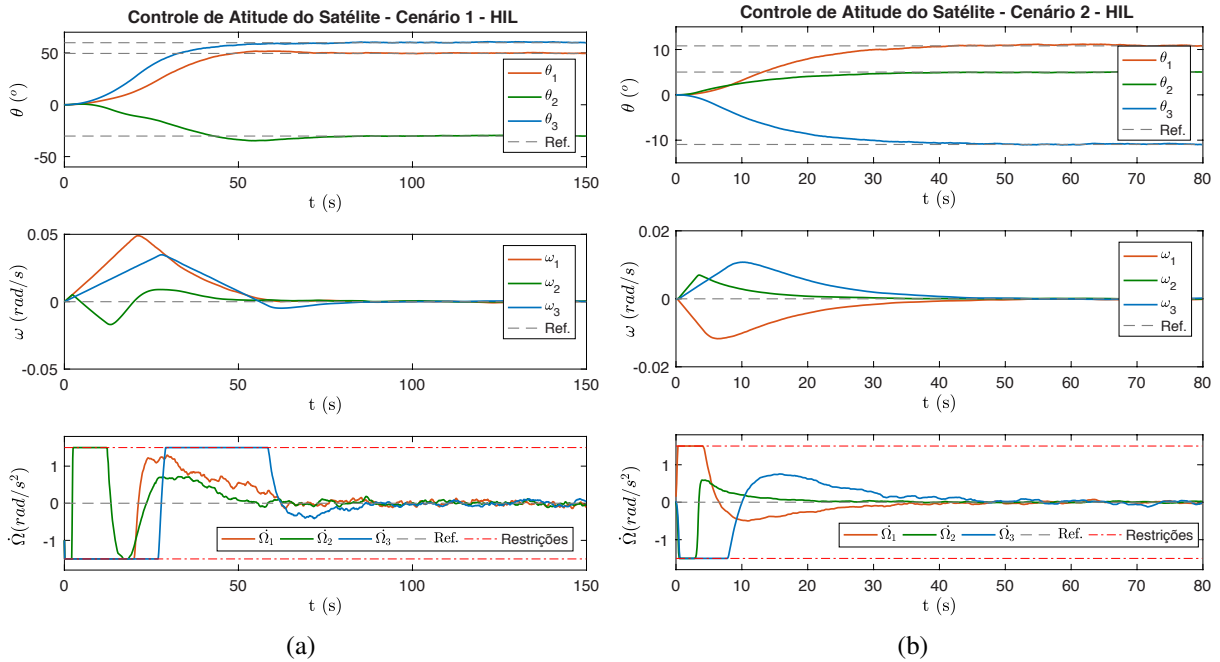 Controle de Atitude do Satélite - Cenário 1 - HIL
50
0
-50
θ (°)
θ1
θ2
θ3
Ref.
0
50
100
150
t (s)
0.05
0
-0.05
ω (rad/s)
ω1
ω2
ω3
Ref.
0
50
100
150
t (s)
1
0
-1
Ω̇(rad/s²)
Ω̇1 Ω̇2 Ω̇3 Ref. Restrições
0
50
100
150
t (s)
(a)
Controle de Atitude do Satélite - Cenário 2 - HIL
10
0
-10
θ (°)
θ1
θ2
θ3
Ref.
0 10 20 30 40 50 60 70 80
t (s)
0.02
0
-0.02
ω (rad/s)
ω1
ω2
ω3
Ref.
0 10 20 30 40 50 60 70 80
t (s)
1
0
-1
Ω̇(rad/s²)
Ω̇1 Ω̇2 Ω̇3 Ref. Restrições
0 10 20 30 40 50 60 70 80
t (s)
(b)